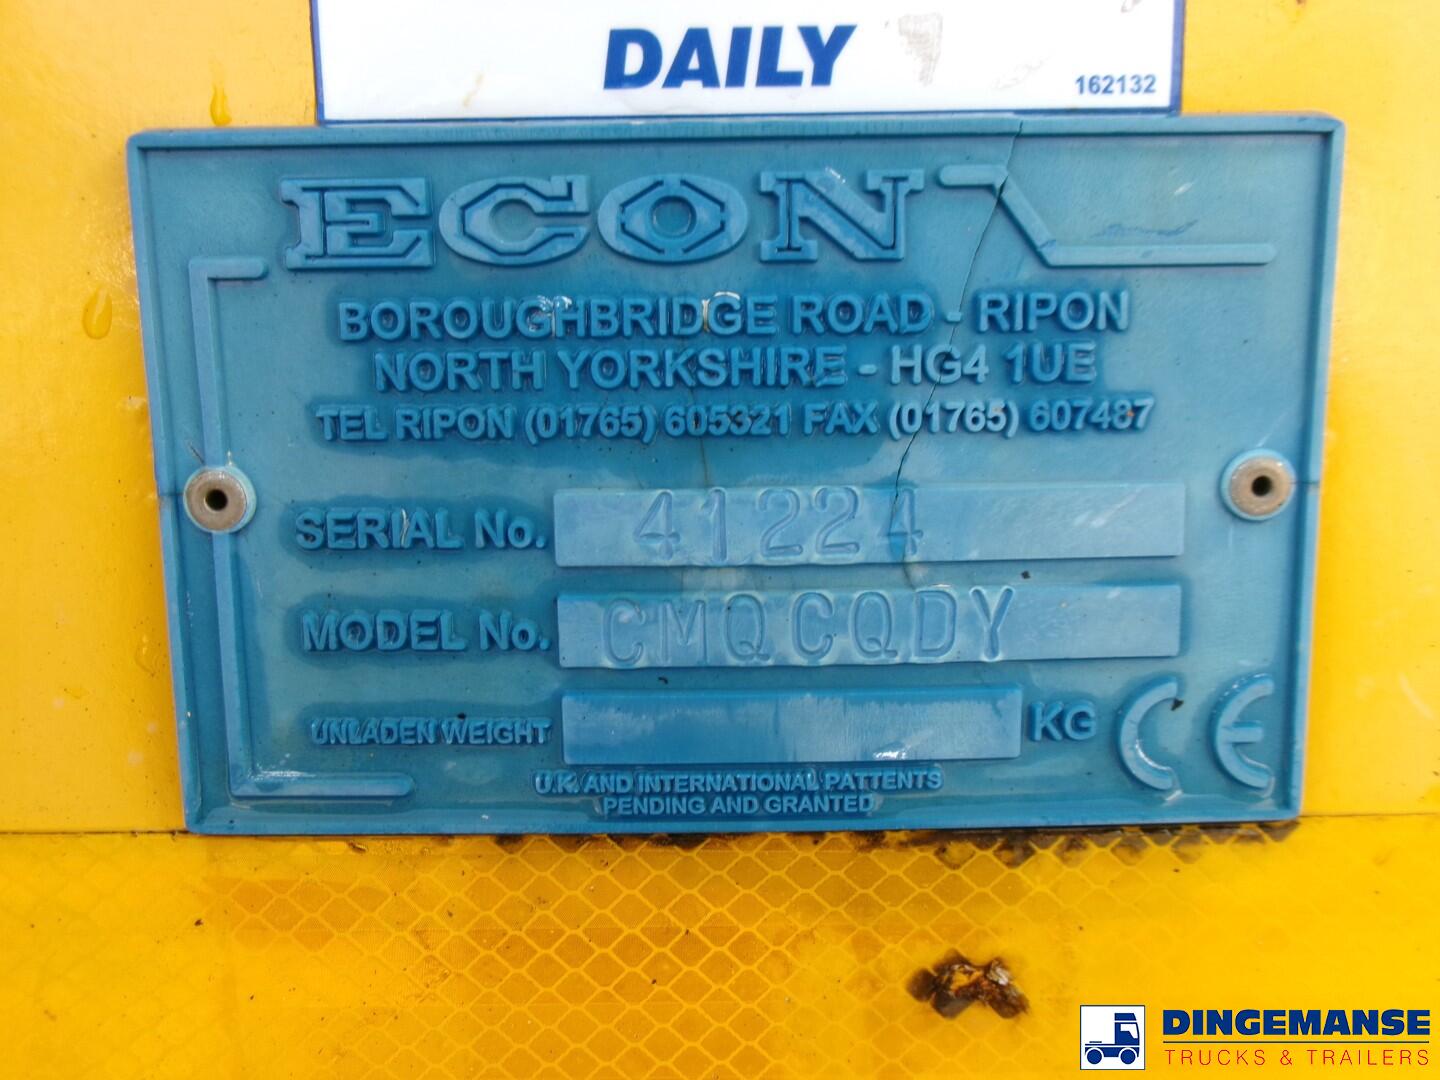 DAILY
162132
ECON
BOROUGHBRIDGE ROAD - RIPON
NORTH YORKSHIRE - HG4 1UE
TEL RIPON (01765) 605321 FAX (01765) 607487
SERIAL No. 41224
MODEL No. CMQCQDY
UNLADEN WEIGHT KG
CE
U.K. AND INTERNATIONAL PATTENTS
PENDING AND GRANTED
DINGEMANSE
TRUCKS & TRAILERS